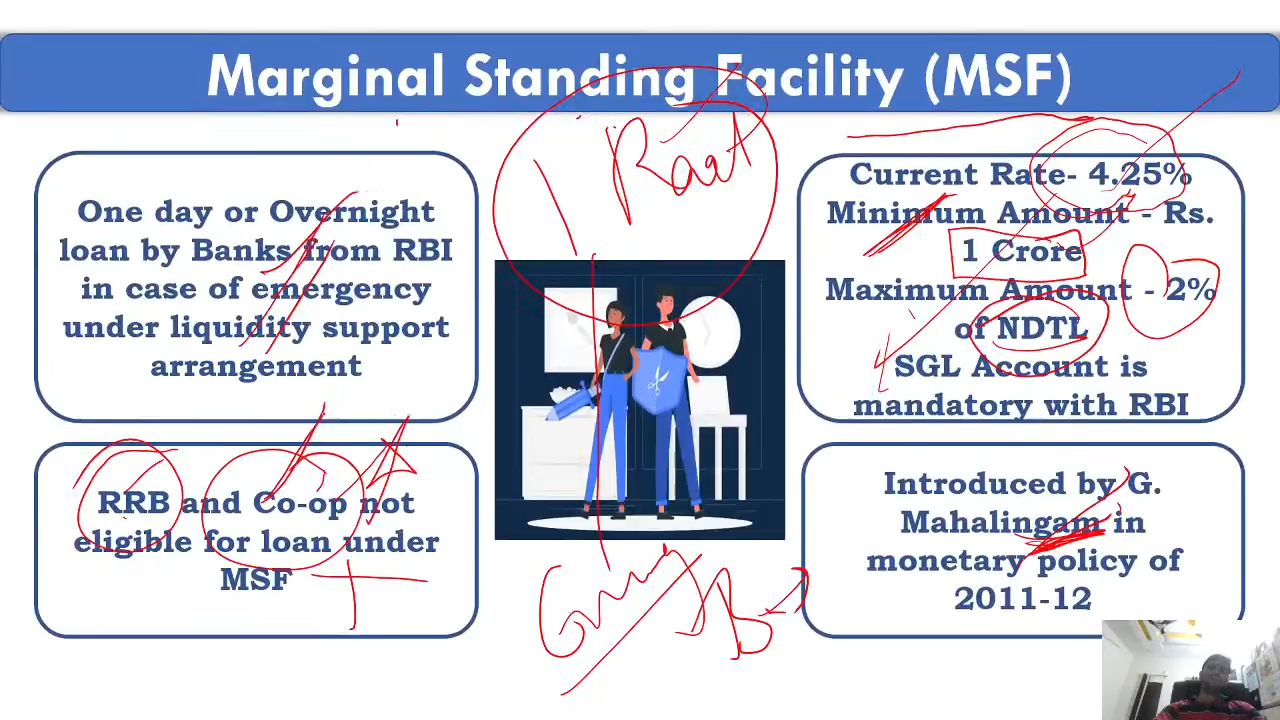 Marginal Standing Facility (MSF)
One day or Overnight
loan by Banks from RBI
in case of emergency
under liquidity support
arrangement
1 Raat
Current Rate- 4.25%
Minimum Amount - Rs.
1 Crore
Maximum Amount - 2%
of NDTL
SGL Account is
mandatory with RBI
RRB and Co-op not
eligible for loan under
MSF
Introduced by G.
Mahalingam in
monetary policy of
2011-12